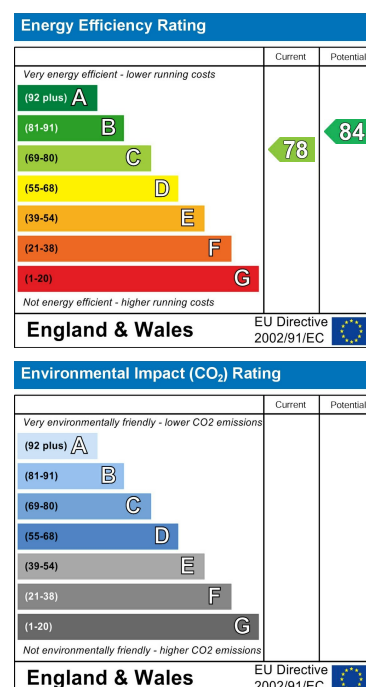 Energy Efficiency Rating
Current Potential
Very energy efficient - lower running costs
(92 plus) A
(81-91) B
(69-80) C
(55-68) D
(39-54) E
(21-38) F
(1-20) G
78
84
Not energy efficient - higher running costs
England & Wales
EU Directive
2002/91/EC
Environmental Impact (CO₂) Rating
Current Potential
Very environmentally friendly - lower CO2 emissions
(92 plus) A
(81-91) B
(69-80) C
(55-68) D
(39-54) E
(21-38) F
(1-20) G
Not environmentally friendly - higher CO2 emissions
England & Wales
EU Directive
2002/91/EC